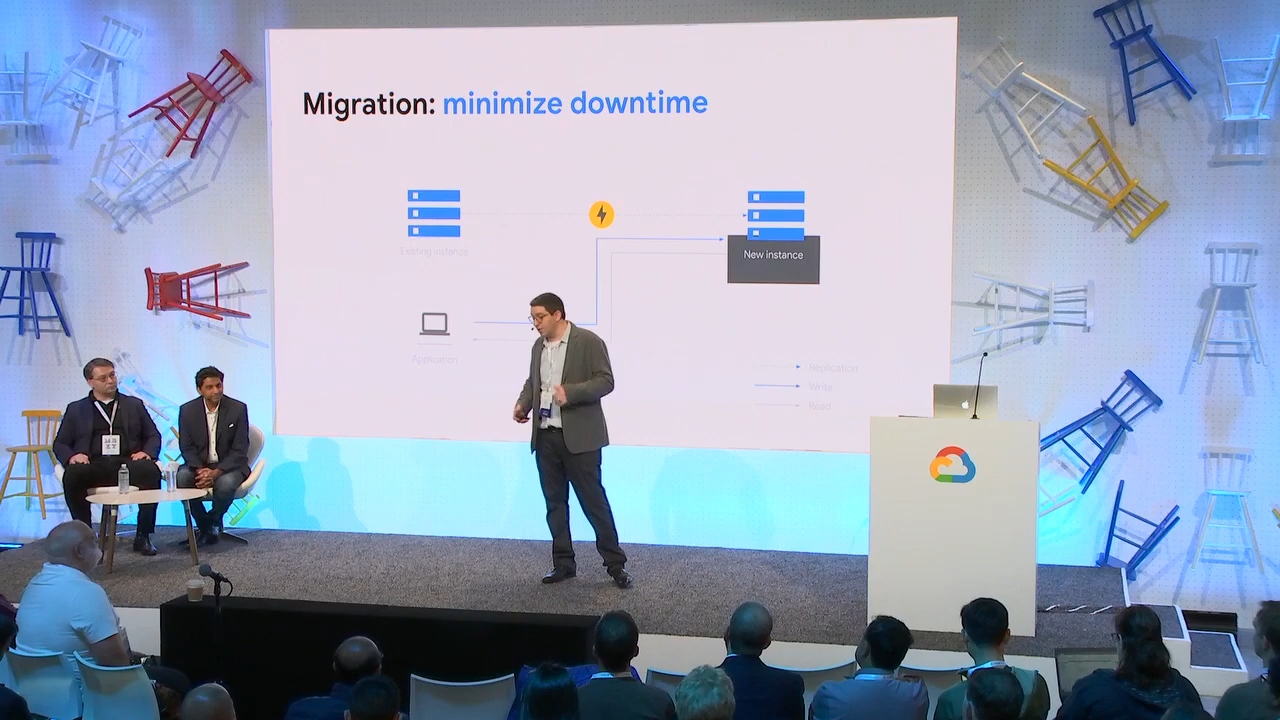 Migration: minimize downtime
Existing instance
New instance
Application
Replication
Write
Read